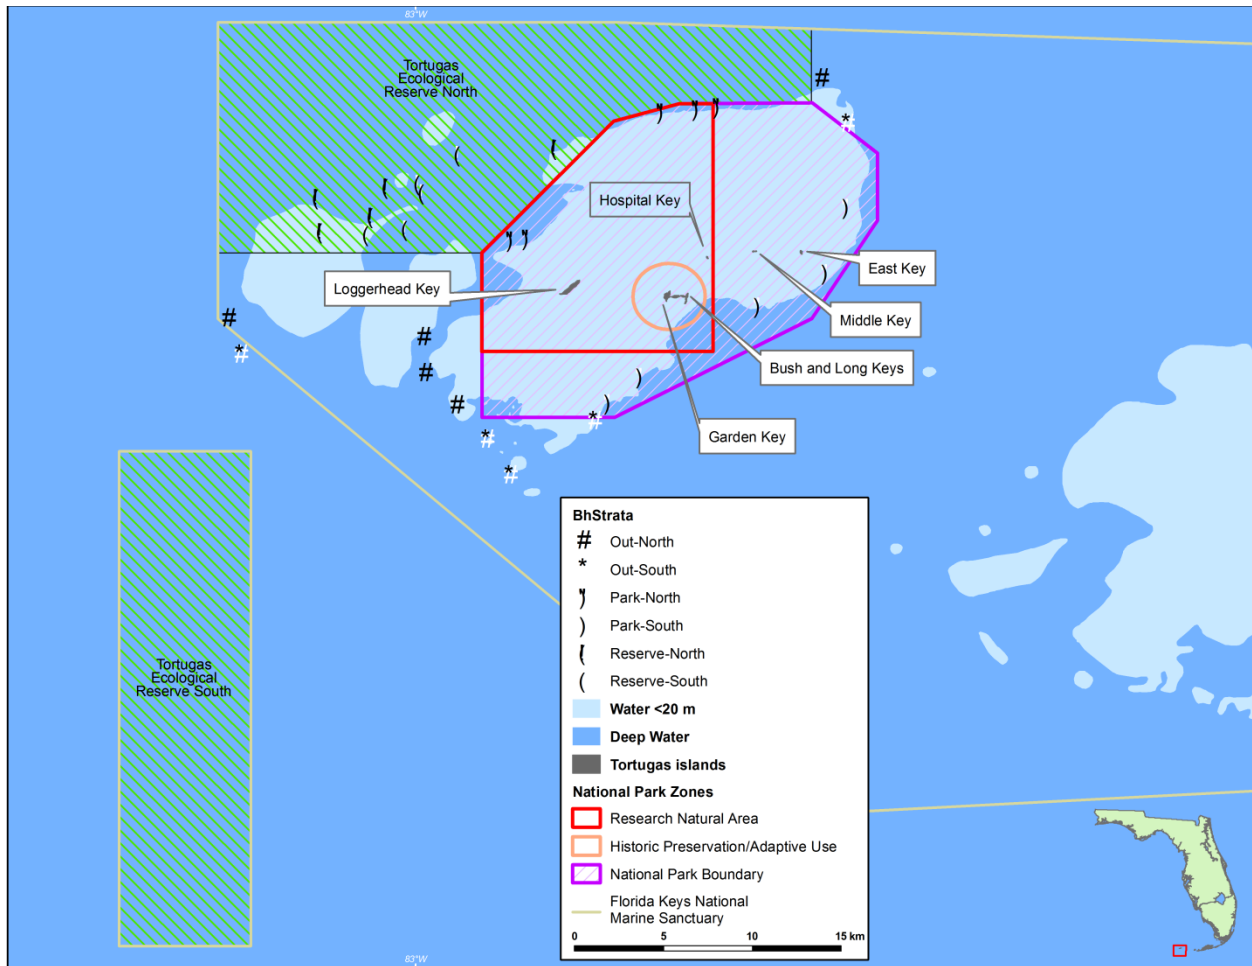 83°W
Tortugas
Ecological
Reserve North
Hospital Key
Loggerhead Key
East Key
Middle Key
Bush and Long Keys
Garden Key
Tortugas
Ecological
Reserve South
BhStrata
# Out-North
* Out-South
Park-North
) Park-South
Reserve-North
( Reserve-South
Water <20 m
Deep Water
Tortugas islands
National Park Zones
Research Natural Area
Historic Preservation/Adaptive Use
National Park Boundary
Florida Keys National
Marine Sanctuary
0 5 10 15 km
83°W